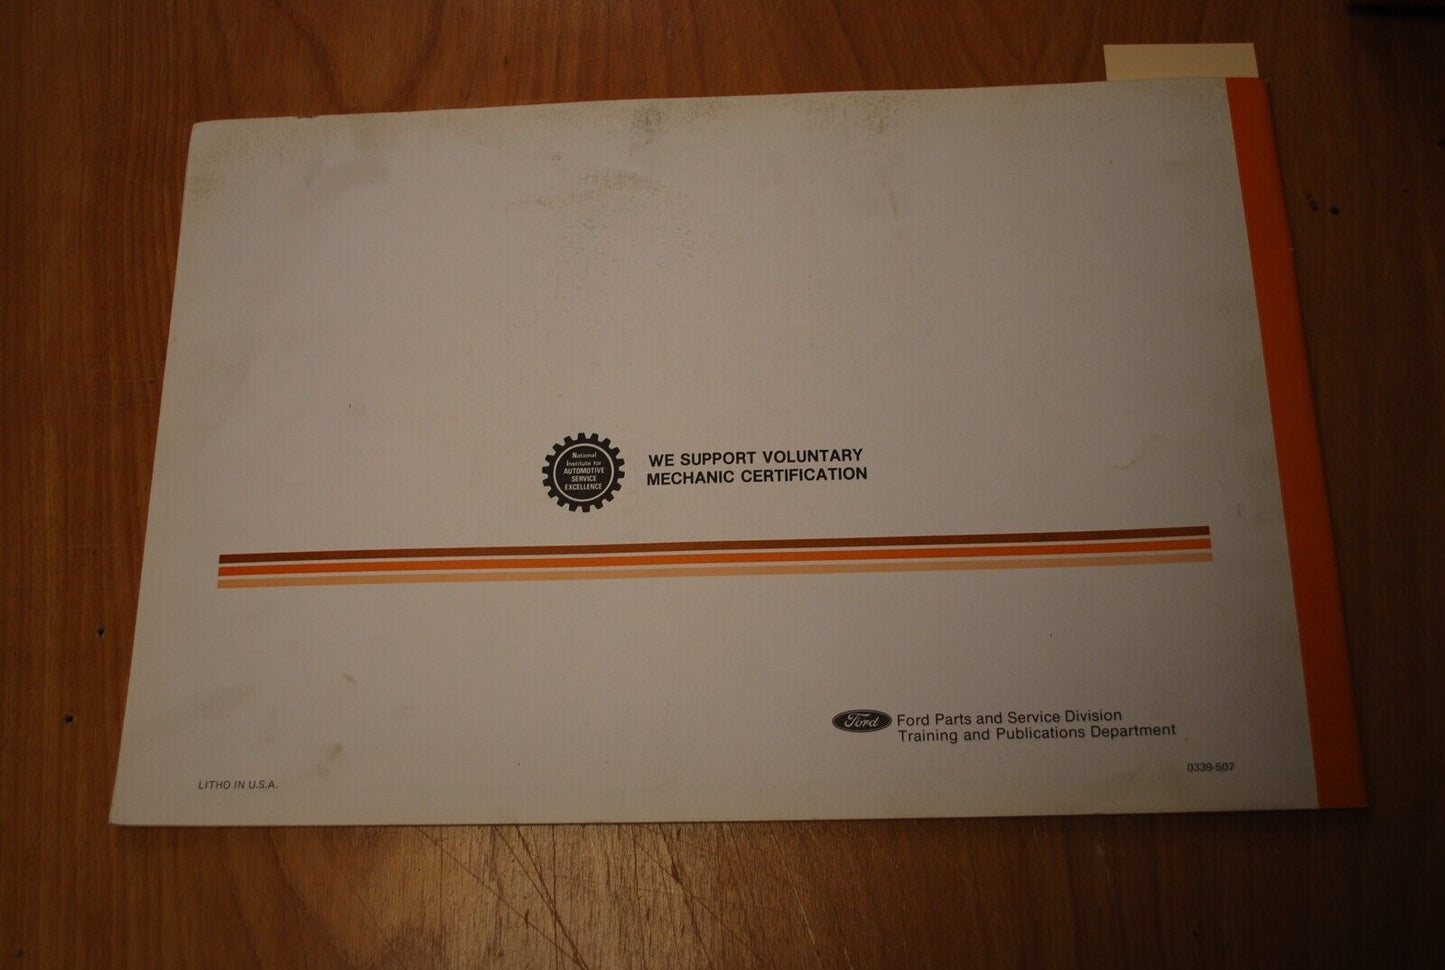 National
Institute for
AUTOMOTIVE
SERVICE
EXCELLENCE
WE SUPPORT VOLUNTARY
MECHANIC CERTIFICATION
Ford
Ford Parts and Service Division
Training and Publications Department
0339-507
LITHO IN U.S.A.